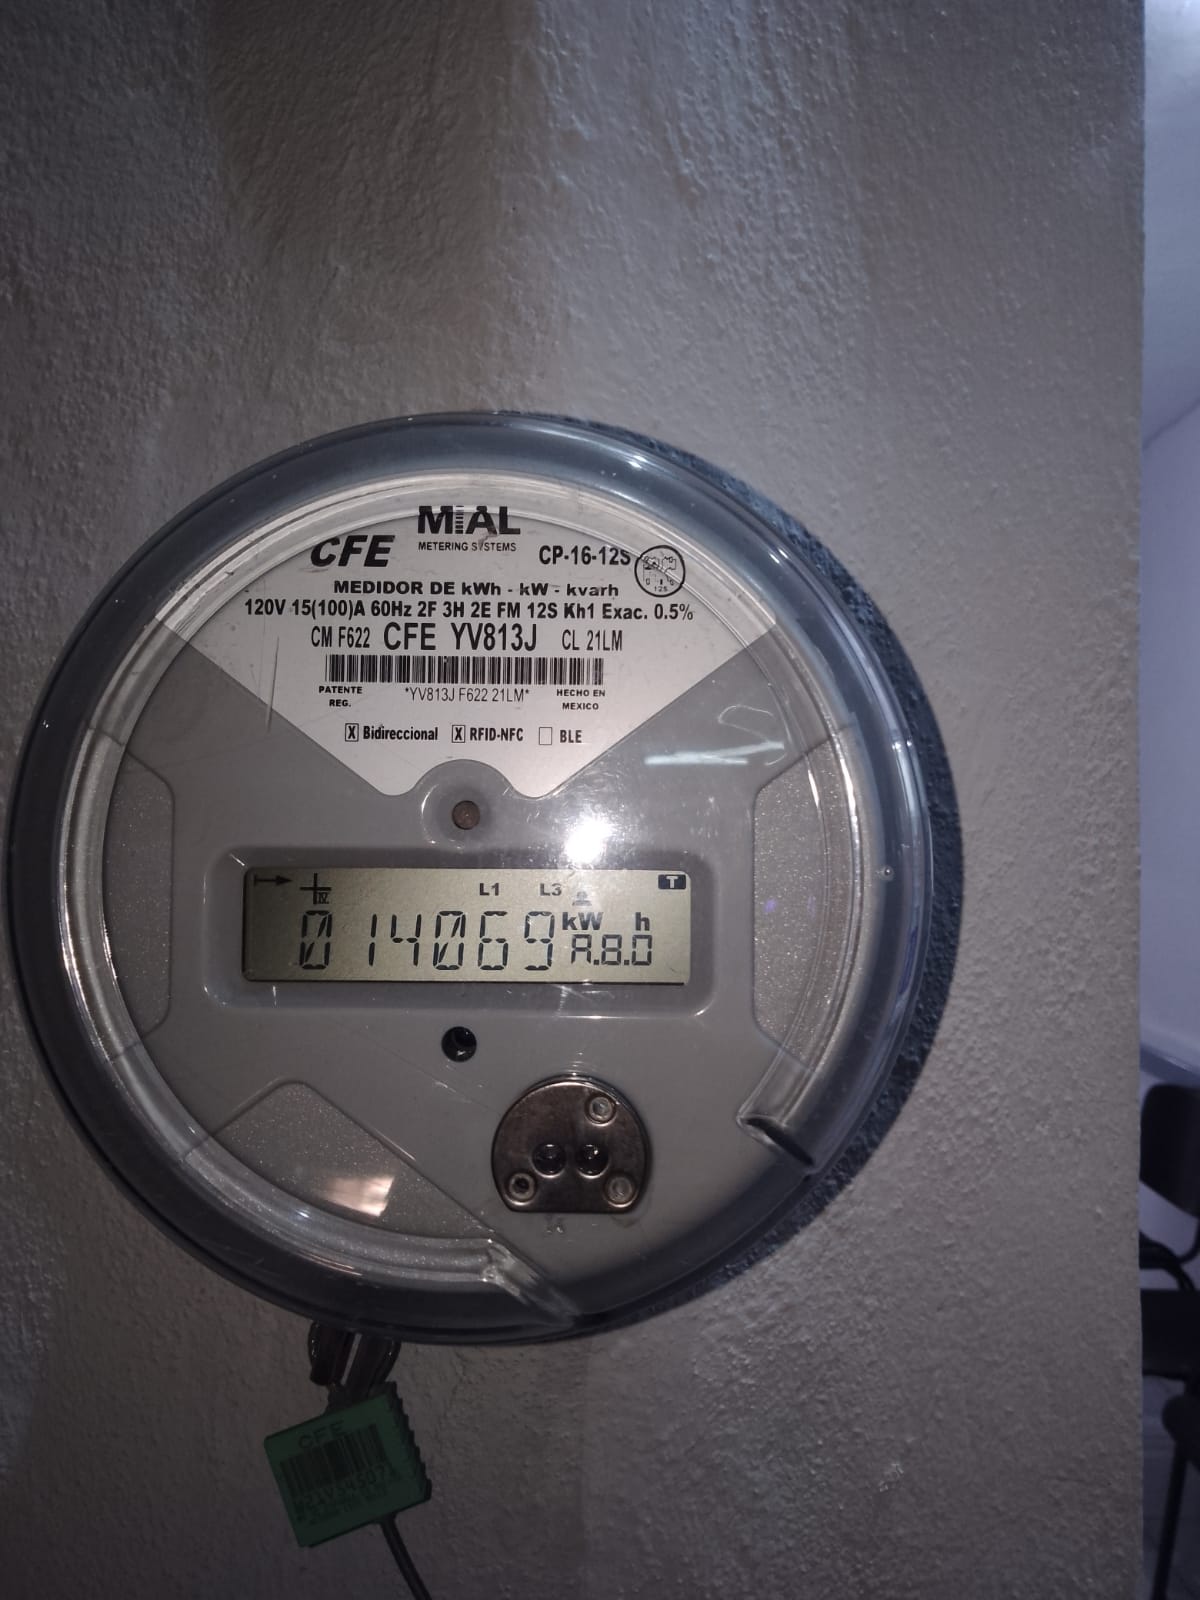 MIAL
METERING SYSTEMS
CFE
CP-16-12S
12S
MEDIDOR DE kWh - kW - kvarh
120V 15(100)A 60Hz 2F 3H 2E FM 12S Kh1 Exac. 0.5%
CM F622 CFE YV813J CL 21LM
PATENTE REG.
*YV813J F622 21LM*
HECHO EN MEXICO
X Bidireccional X RFID-NFC BLE
L1 L3 T
014069 kW h A.8.0
CFE